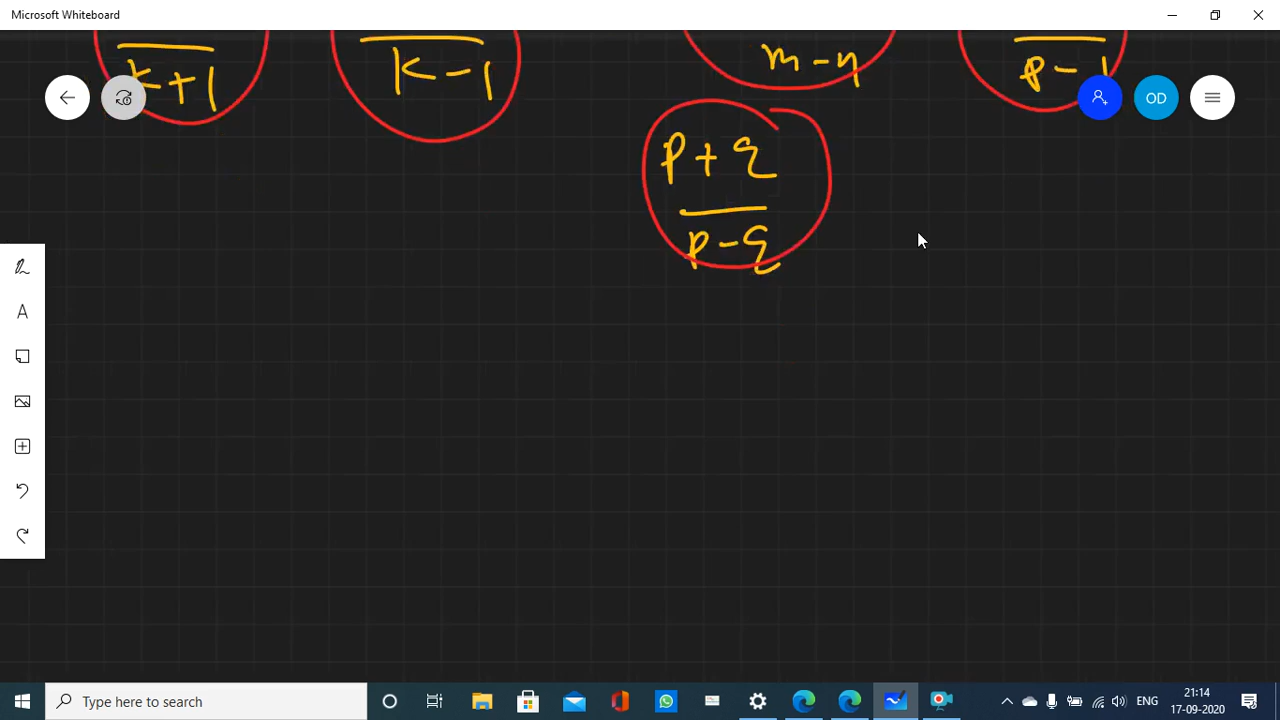 Microsoft Whiteboard
k+1
k-1
m-n
p-1
OD
p+q
p-q
A
Type here to search
ENG
21:14
17-09-2020